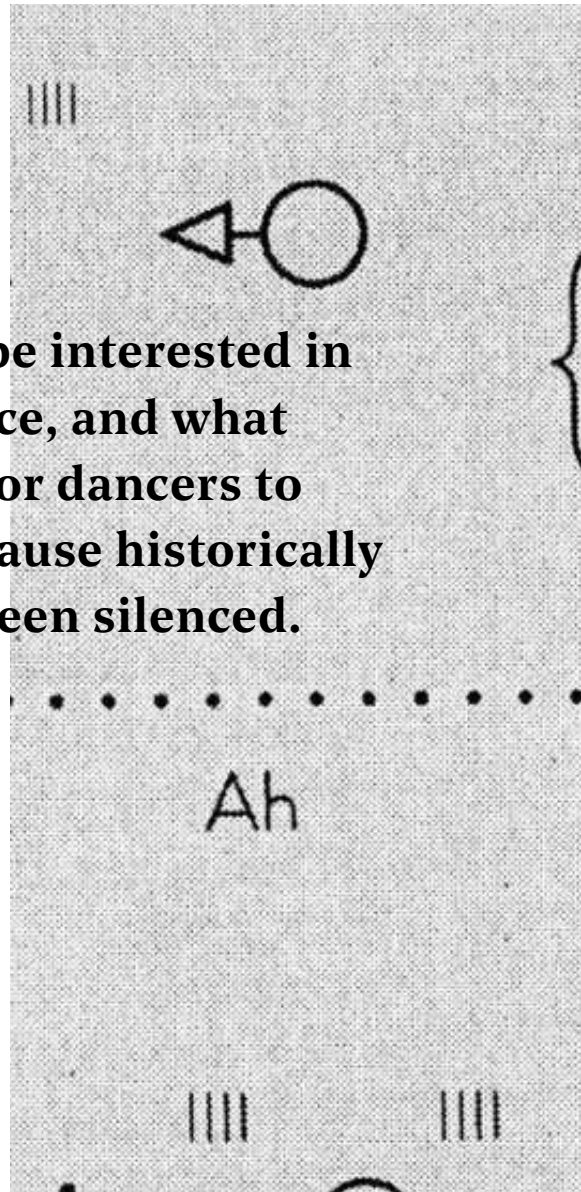 be interested in
ce, and what
or dancers to
ause historically
een silenced.
Ah